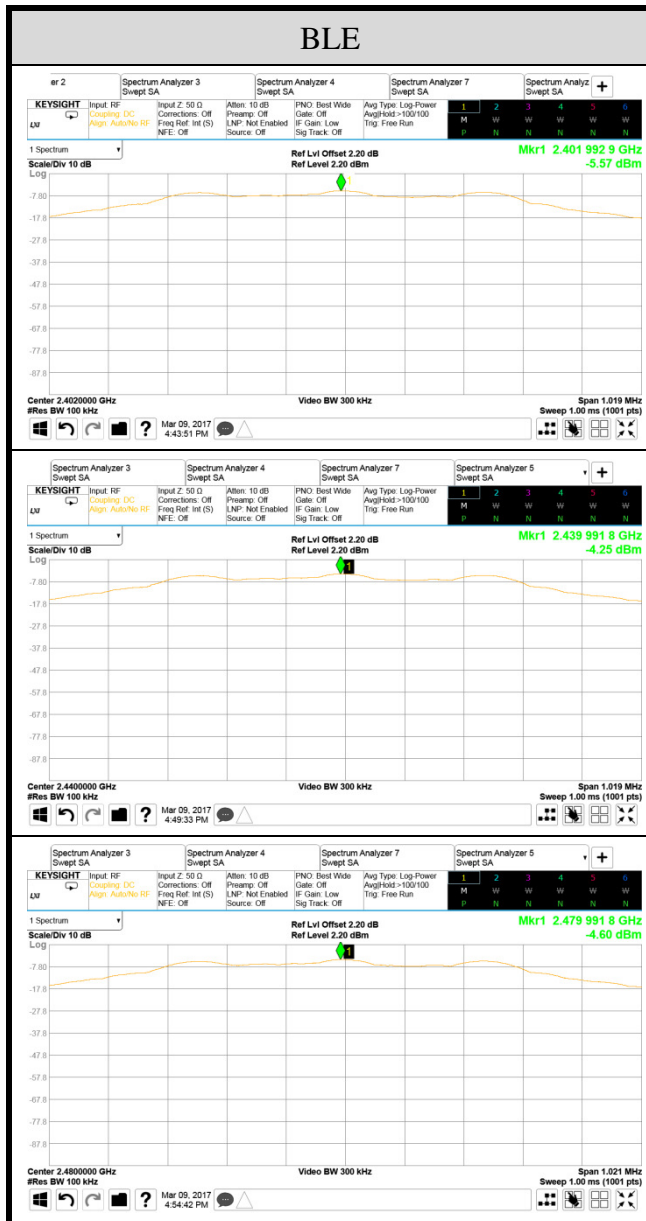 BLE
er 2 Spectrum Analyzer 3 Swept SA Spectrum Analyzer 4 Swept SA Spectrum Analyzer 7 Swept SA Spectrum Analyz Swept SA +
KEYSIGHT Input: RF Input Z: 50 Ω Atten: 10 dB PNO: Best Wide Avg Type: Log-Power 1 2 3 4 5 6
Coupling: DC Corrections: Off Preamp: Off Gate: Off Avg|Hold:>100/100 M W W W W W
LXI Align: Auto/No RF Freq Ref: Int (S) LNP: Not Enabled IF Gain: Low Trig: Free Run
NFE: Off Source: Off Sig Track: Off P N N N N N
1 Spectrum Ref Lvl Offset 2.20 dB Mkr1 2.401 992 9 GHz
Scale/Div 10 dB Ref Level 2.20 dBm -5.57 dBm
Log
1
-7.80
-17.8
-27.8
-37.8
-47.8
-57.8
-67.8
-77.8
-87.8
Center 2.4020000 GHz Video BW 300 kHz Span 1.019 MHz
#Res BW 100 kHz Sweep 1.00 ms (1001 pts)
? Mar 09, 2017
4:43:51 PM
Spectrum Analyzer 3 Swept SA Spectrum Analyzer 4 Swept SA Spectrum Analyzer 7 Swept SA Spectrum Analyzer 5 Swept SA +
KEYSIGHT Input: RF Input Z: 50 Ω Atten: 10 dB PNO: Best Wide Avg Type: Log-Power 1 2 3 4 5 6
Coupling: DC Corrections: Off Preamp: Off Gate: Off Avg|Hold:>100/100 M W W W W W
LXI Align: Auto/No RF Freq Ref: Int (S) LNP: Not Enabled IF Gain: Low Trig: Free Run
NFE: Off Source: Off Sig Track: Off P N N N N N
1 Spectrum Ref Lvl Offset 2.20 dB Mkr1 2.439 991 8 GHz
Scale/Div 10 dB Ref Level 2.20 dBm -4.25 dBm
Log
1
-7.80
-17.8
-27.8
-37.8
-47.8
-57.8
-67.8
-77.8
-87.8
Center 2.4400000 GHz Video BW 300 kHz Span 1.019 MHz
#Res BW 100 kHz Sweep 1.00 ms (1001 pts)
? Mar 09, 2017
4:49:33 PM
Spectrum Analyzer 3 Swept SA Spectrum Analyzer 4 Swept SA Spectrum Analyzer 7 Swept SA Spectrum Analyzer 5 Swept SA +
KEYSIGHT Input: RF Input Z: 50 Ω Atten: 10 dB PNO: Best Wide Avg Type: Log-Power 1 2 3 4 5 6
Coupling: DC Corrections: Off Preamp: Off Gate: Off Avg|Hold:>100/100 M W W W W W
LXI Align: Auto/No RF Freq Ref: Int (S) LNP: Not Enabled IF Gain: Low Trig: Free Run
NFE: Off Source: Off Sig Track: Off P N N N N N
1 Spectrum Ref Lvl Offset 2.20 dB Mkr1 2.479 991 8 GHz
Scale/Div 10 dB Ref Level 2.20 dBm -4.60 dBm
Log
1
-7.80
-17.8
-27.8
-37.8
-47.8
-57.8
-67.8
-77.8
-87.8
Center 2.4800000 GHz Video BW 300 kHz Span 1.021 MHz
#Res BW 100 kHz Sweep 1.00 ms (1001 pts)
? Mar 09, 2017
4:54:42 PM